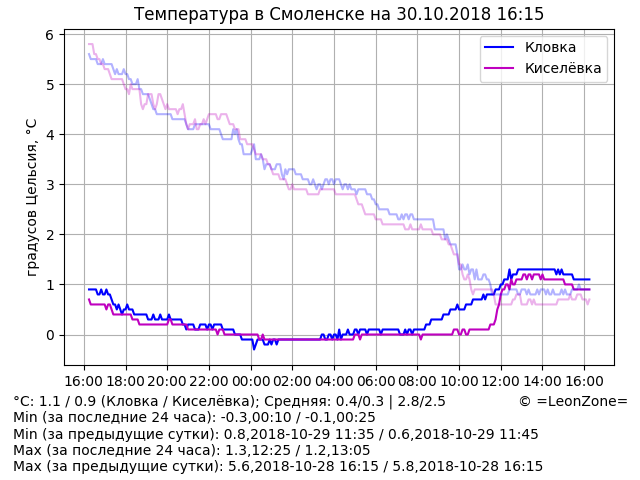 Температура в Смоленске на 30.10.2018 16:15
Кловка
Киселёвка
градусов Цельсия, °C
6
5
4
3
2
1
0
16:00 18:00 20:00 22:00 00:00 02:00 04:00 06:00 08:00 10:00 12:00 14:00 16:00
°C: 1.1 / 0.9 (Кловка / Киселёвка); Средняя: 0.4/0.3 | 2.8/2.5 © =LeonZone=
Min (за последние 24 часа): -0.3,00:10 / -0.1,00:25
Min (за предыдущие сутки): 0.8,2018-10-29 11:35 / 0.6,2018-10-29 11:45
Max (за последние 24 часа): 1.3,12:25 / 1.2,13:05
Max (за предыдущие сутки): 5.6,2018-10-28 16:15 / 5.8,2018-10-28 16:15